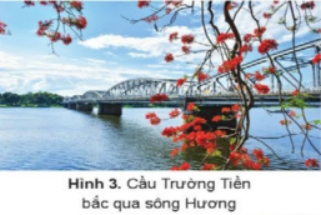 Hình 3. Cầu Trường Tiền
bắc qua sông Hương